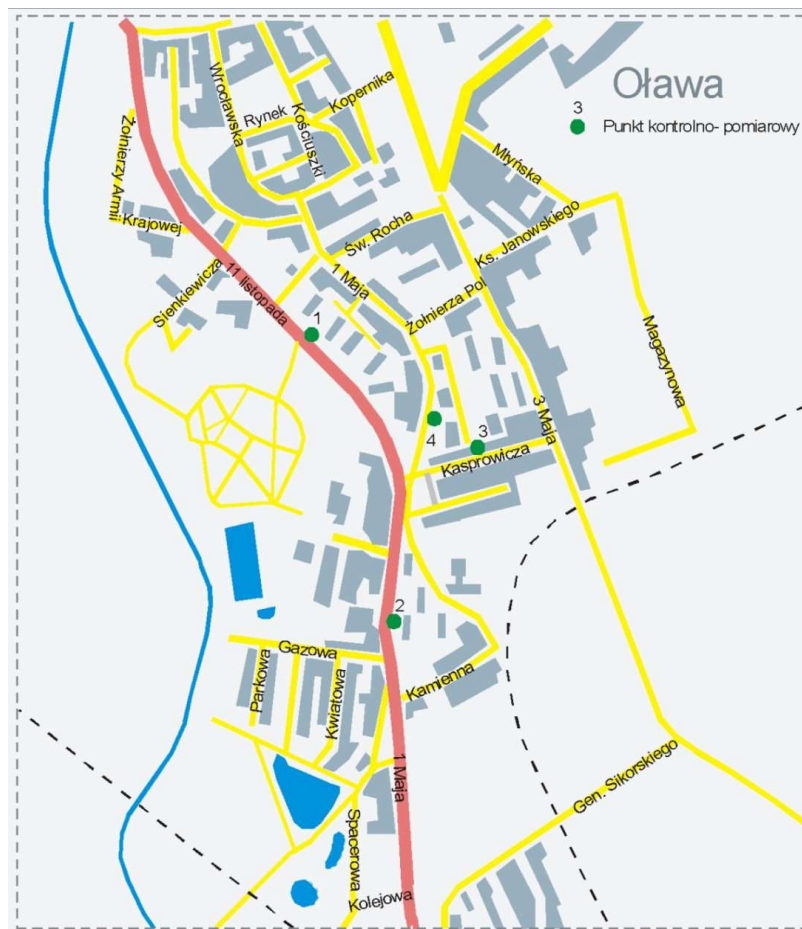 Oława
3
Punkt kontrolno- pomiarowy
Wrocławska
Rynek
Kościuszki
Kopernika
Żołnierzy Armii
Krajowej
Młyńska
Ks. Janowskiego
Św. Rocha
Sienkiewicza
11 listopada
1 Maja
Żołnierza Pol
1
Magazynowa
3 Maja
4
3
Kasprowicza
2
Gazowa
Parkowa
Kwiatowa
Kamienna
1 Maja
Gen. Sikorskiego
Spacerowa
Kolejowa